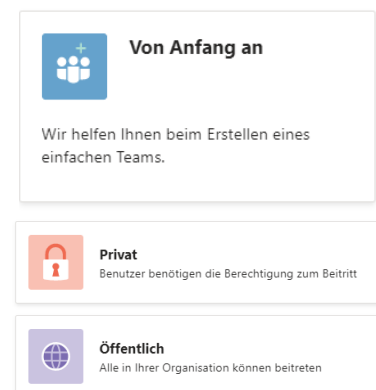 Von Anfang an
Wir helfen Ihnen beim Erstellen eines
einfachen Teams.
Privat
Benutzer benötigen die Berechtigung zum Beitritt
Öffentlich
Alle in Ihrer Organisation können beitreten